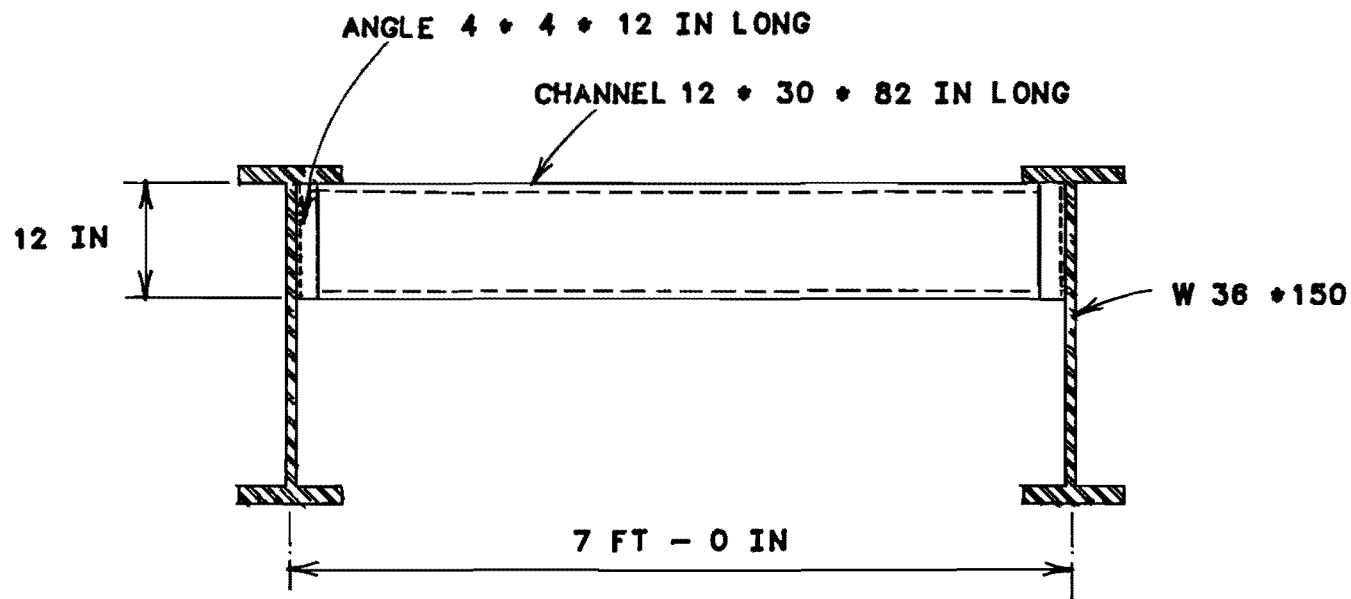 ANGLE 4 * 4 * 12 IN LONG
CHANNEL 12 * 30 * 82 IN LONG
12 IN
W 36 * 150
7 FT - 0 IN